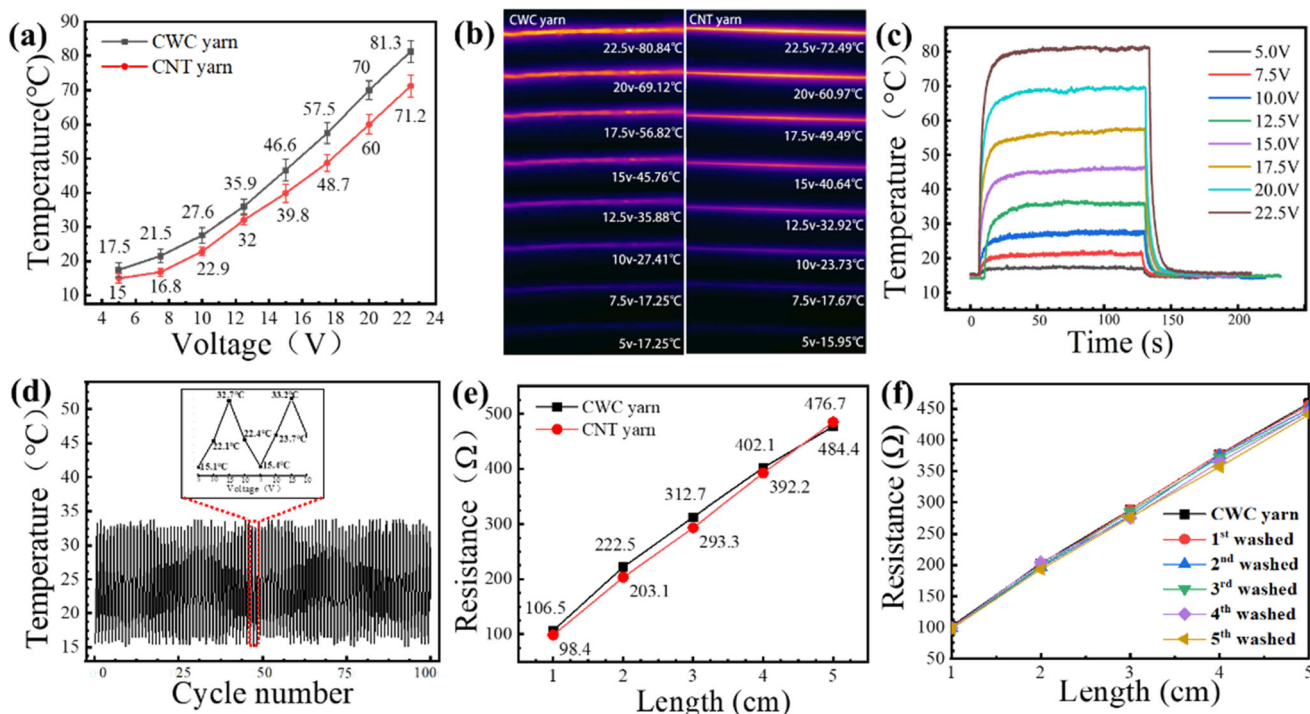 (a)
90
80
70
60
50
40
30
20
10
Temperature(℃)
CWC yarn
CNT yarn
17.5
21.5
27.6
35.9
46.6
57.5
70
81.3
15
16.8
22.9
32
39.8
48.7
60
71.2
4 6 8 10 12 14 16 18 20 22 24
Voltage（V）
(b)
CWC yarn
22.5v-80.84℃
20v-69.12℃
17.5v-56.82℃
15v-45.76℃
12.5v-35.88℃
10v-27.41℃
7.5v-17.25℃
5v-17.25℃
CNT yarn
22.5v-72.49℃
20v-60.97℃
17.5v-49.49℃
15v-40.64℃
12.5v-32.92℃
10v-23.73℃
7.5v-17.67℃
5v-15.95℃
(c)
80
70
60
50
40
30
20
10
Temperature（℃）
5.0V
7.5V
10.0V
12.5V
15.0V
17.5V
20.0V
22.5V
0 50 100 150 200
Time (s)
(d)
50
45
40
35
30
25
20
15
Temperature（℃）
32.7℃
33.2℃
22.1℃
22.4℃
23.7℃
15.1℃
15.4℃
5 10 15 10 5 10 15 10
Voltage（V）
0 25 50 75 100
Cycle number
(e)
500
400
300
200
100
Resistance（Ω）
CWC yarn
CNT yarn
106.5
222.5
312.7
402.1
476.7
98.4
203.1
293.3
392.2
484.4
1 2 3 4 5
Length (cm)
(f)
450
400
350
300
250
200
150
100
50
Resistance (Ω)
CWC yarn
1st washed
2nd washed
3rd washed
4th washed
5th washed
1 2 3 4 5
Length (cm)